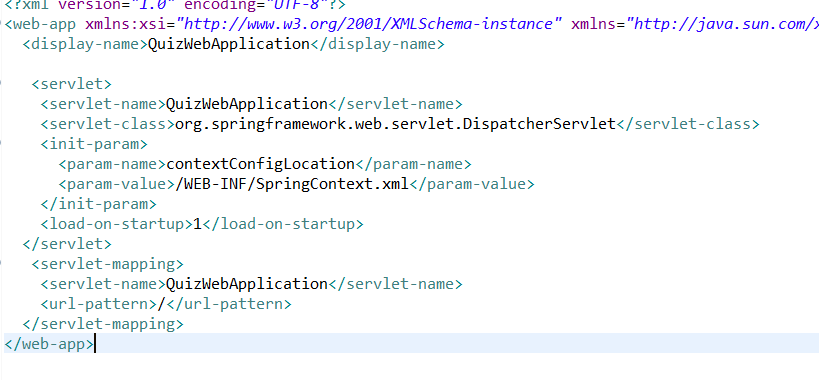 <?xml version="1.0" encoding="UTF-8"?>
<web-app xmlns:xsi="http://www.w3.org/2001/XMLSchema-instance" xmlns="http://java.sun.com/x
<display-name>QuizWebApplication</display-name>
<servlet>
<servlet-name>QuizWebApplication</servlet-name>
<servlet-class>org.springframework.web.servlet.DispatcherServlet</servlet-class>
<init-param>
<param-name>contextConfigLocation</param-name>
<param-value>/WEB-INF/SpringContext.xml</param-value>
</init-param>
<load-on-startup>1</load-on-startup>
</servlet>
<servlet-mapping>
<servlet-name>QuizWebApplication</servlet-name>
<url-pattern>/</url-pattern>
</servlet-mapping>
</web-app>